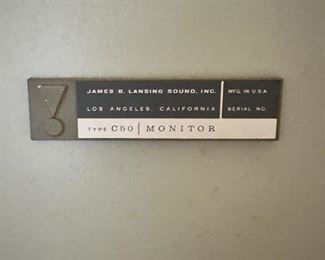 JAMES B. LANSING SOUND, INC. MFG. IN U.S.A.
LOS ANGELES, CALIFORNIA SERIAL NO.
TYPE C50 MONITOR